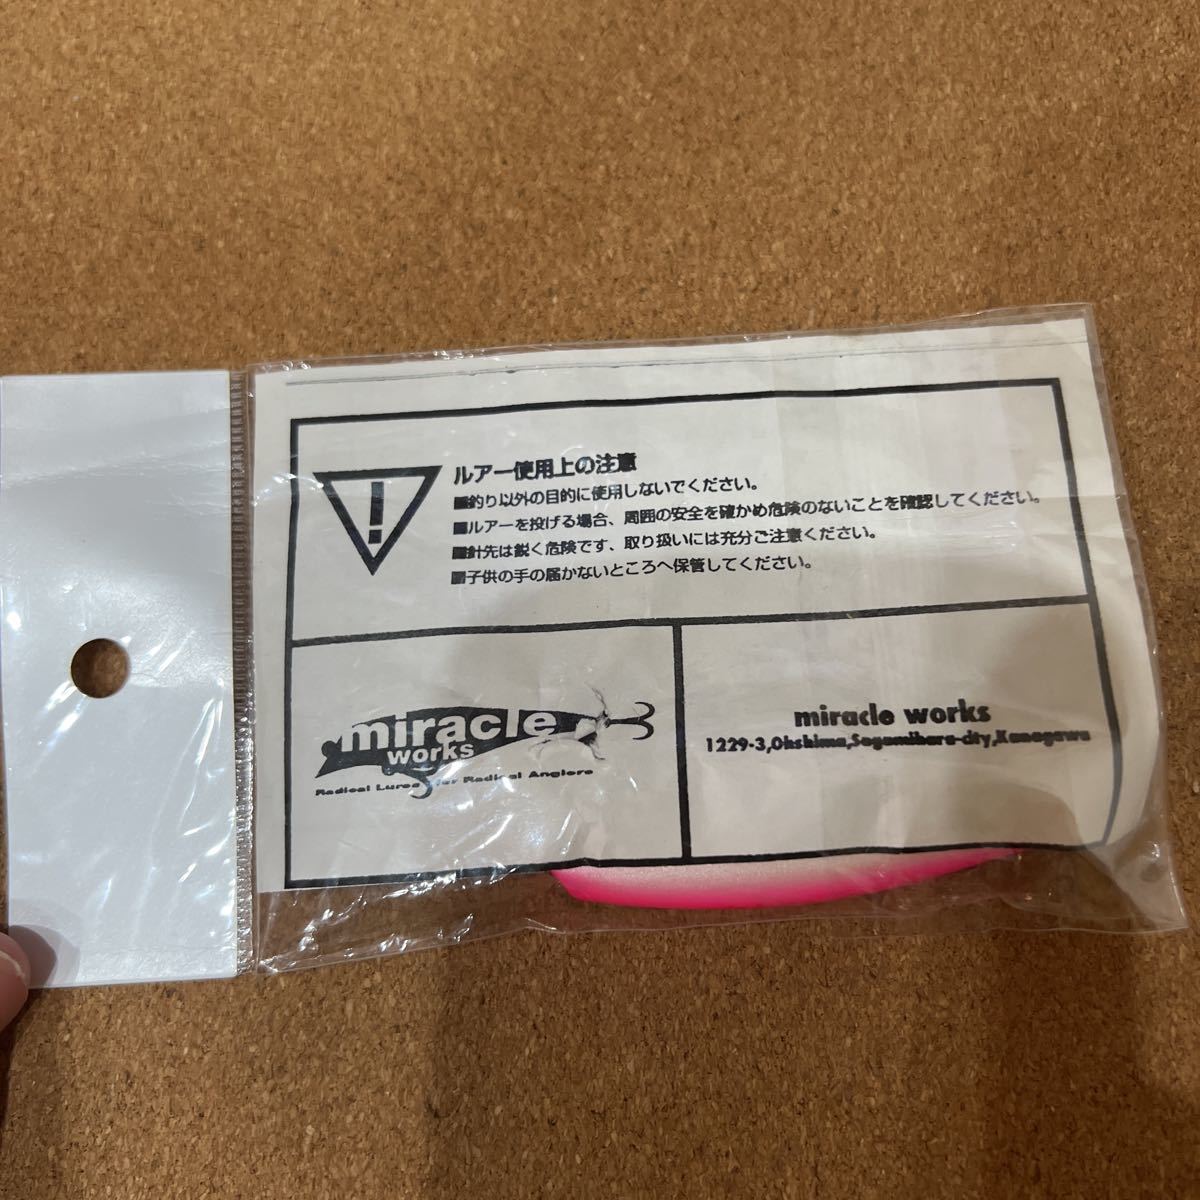 ルアー使用上の注意
■釣り以外の目的に使用しないでください。
■ルアーを投げる場合、周囲の安全を確かめ危険のないことを確認してください。
■針先は鋭く危険です、取り扱いには充分ご注意ください。
■子供の手の届かないところへ保管してください。
miracle
works
Radical Lures for Radical Anglers
miracle works
1229-3,Ohshima,Sagamihara-city,Kanagawa